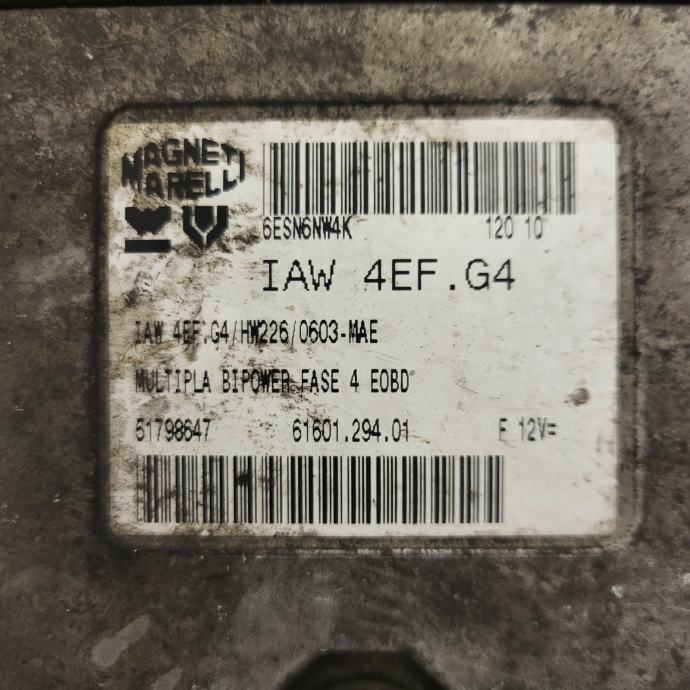 MAGNETI
MARELLI
6ESN6NW4K 120 10
IAW 4EF.G4
IAW 4EF.G4/HW226/0603-MAE
MULTIPLA BIPOWER FASE 4 EOBD
51798647 61601.294.01 F 12V=